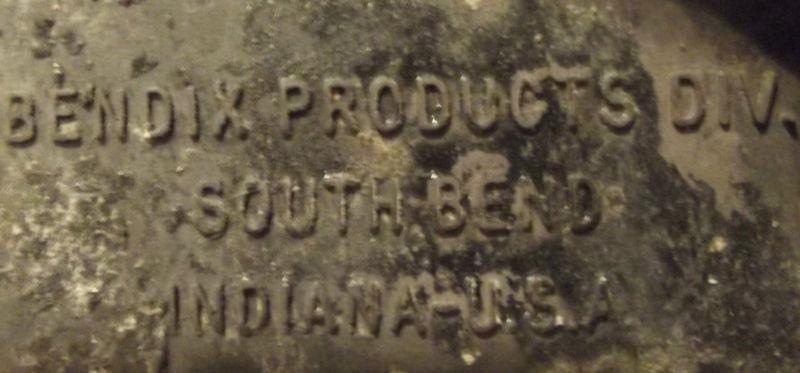 BENDIX PRODUCTS DIV.
SOUTH BEND
INDIANA-U.S.A